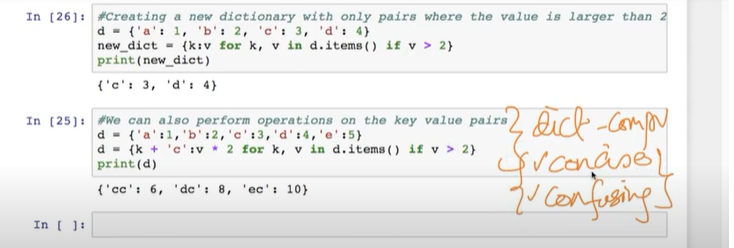 In [26]: #Creating a new dictionary with only pairs where the value is larger than 2
d = {'a': 1, 'b': 2, 'c': 3, 'd': 4}
new_dict = {k:v for k, v in d.items() if v > 2}
print(new_dict)
{'c': 3, 'd': 4}
In [25]: #We can also perform operations on the key value pairs
d = {'a':1,'b':2,'c':3,'d':4,'e':5}
d = {k + 'c':v * 2 for k, v in d.items() if v > 2}
print(d)
{'cc': 6, 'dc': 8, 'ec': 10}
In [ ]:
} dict-
{ ✓ concise }
{ ✓ confusing }